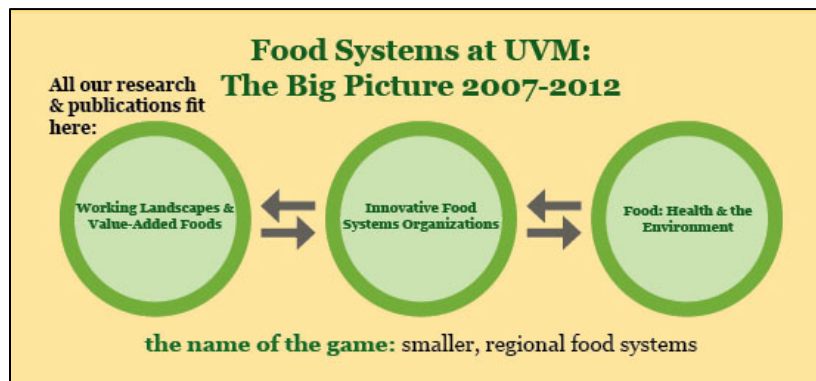 Food Systems at UVM:
The Big Picture 2007-2012
All our research
& publications fit
here:
Working Landscapes &
Value-Added Foods
Innovative Food
Systems Organizations
Food: Health & the
Environment
the name of the game: smaller, regional food systems